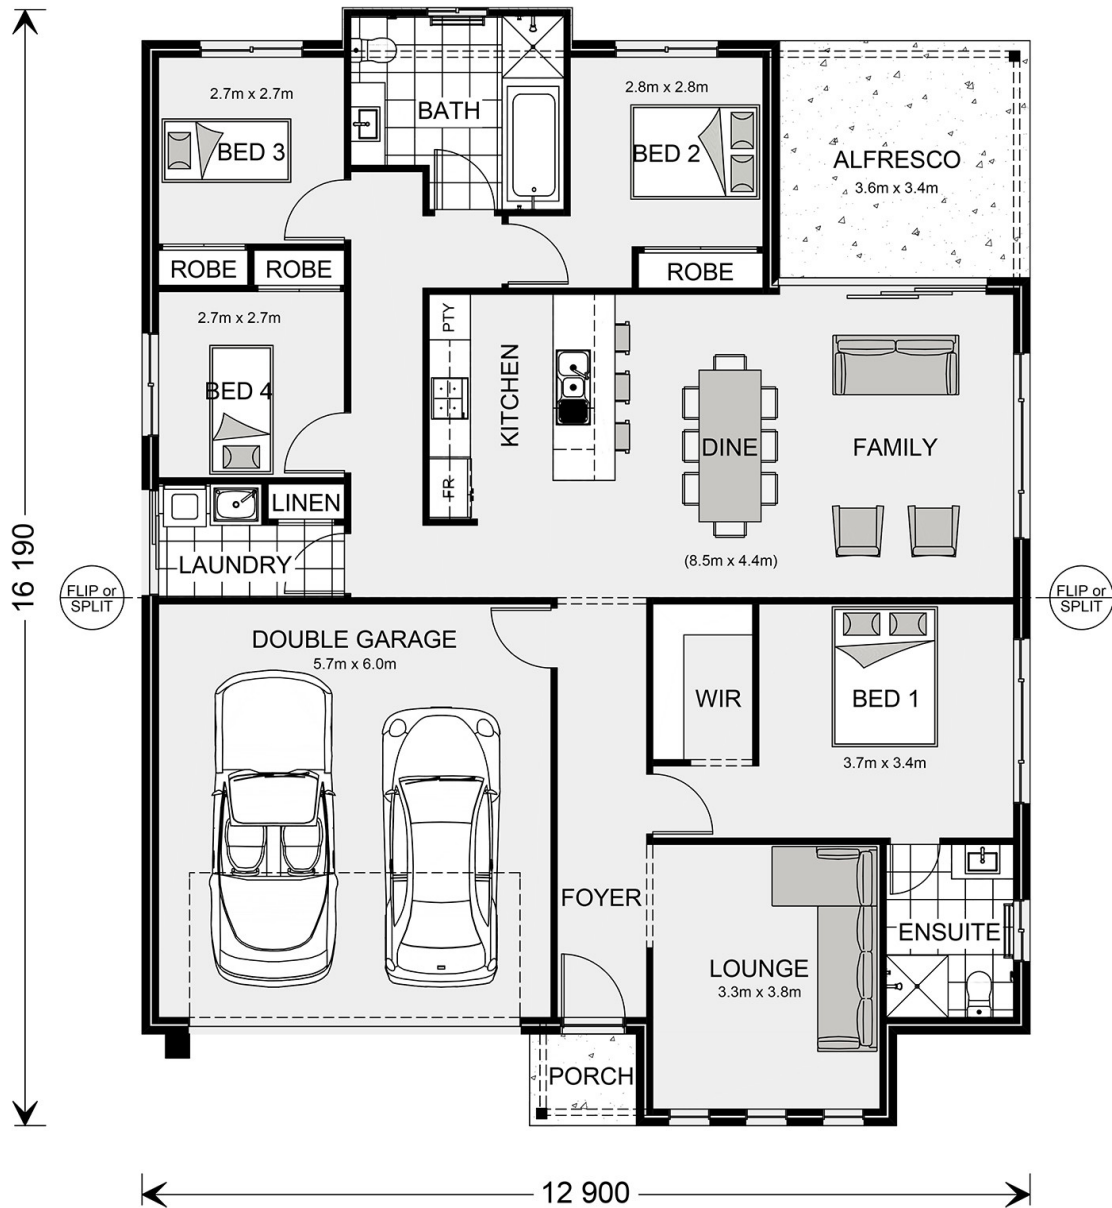 2.7m x 2.7m
BED 3
BATH
2.8m x 2.8m
BED 2
ALFRESCO
3.6m x 3.4m
ROBE
ROBE
ROBE
2.7m x 2.7m
BED 4
PTY
KITCHEN
FR
DINE
FAMILY
(8.5m x 4.4m)
LINEN
LAUNDRY
16 190
FLIP or
SPLIT
FLIP or
SPLIT
DOUBLE GARAGE
5.7m x 6.0m
WIR
BED 1
3.7m x 3.4m
FOYER
LOUNGE
3.3m x 3.8m
ENSUITE
PORCH
12 900